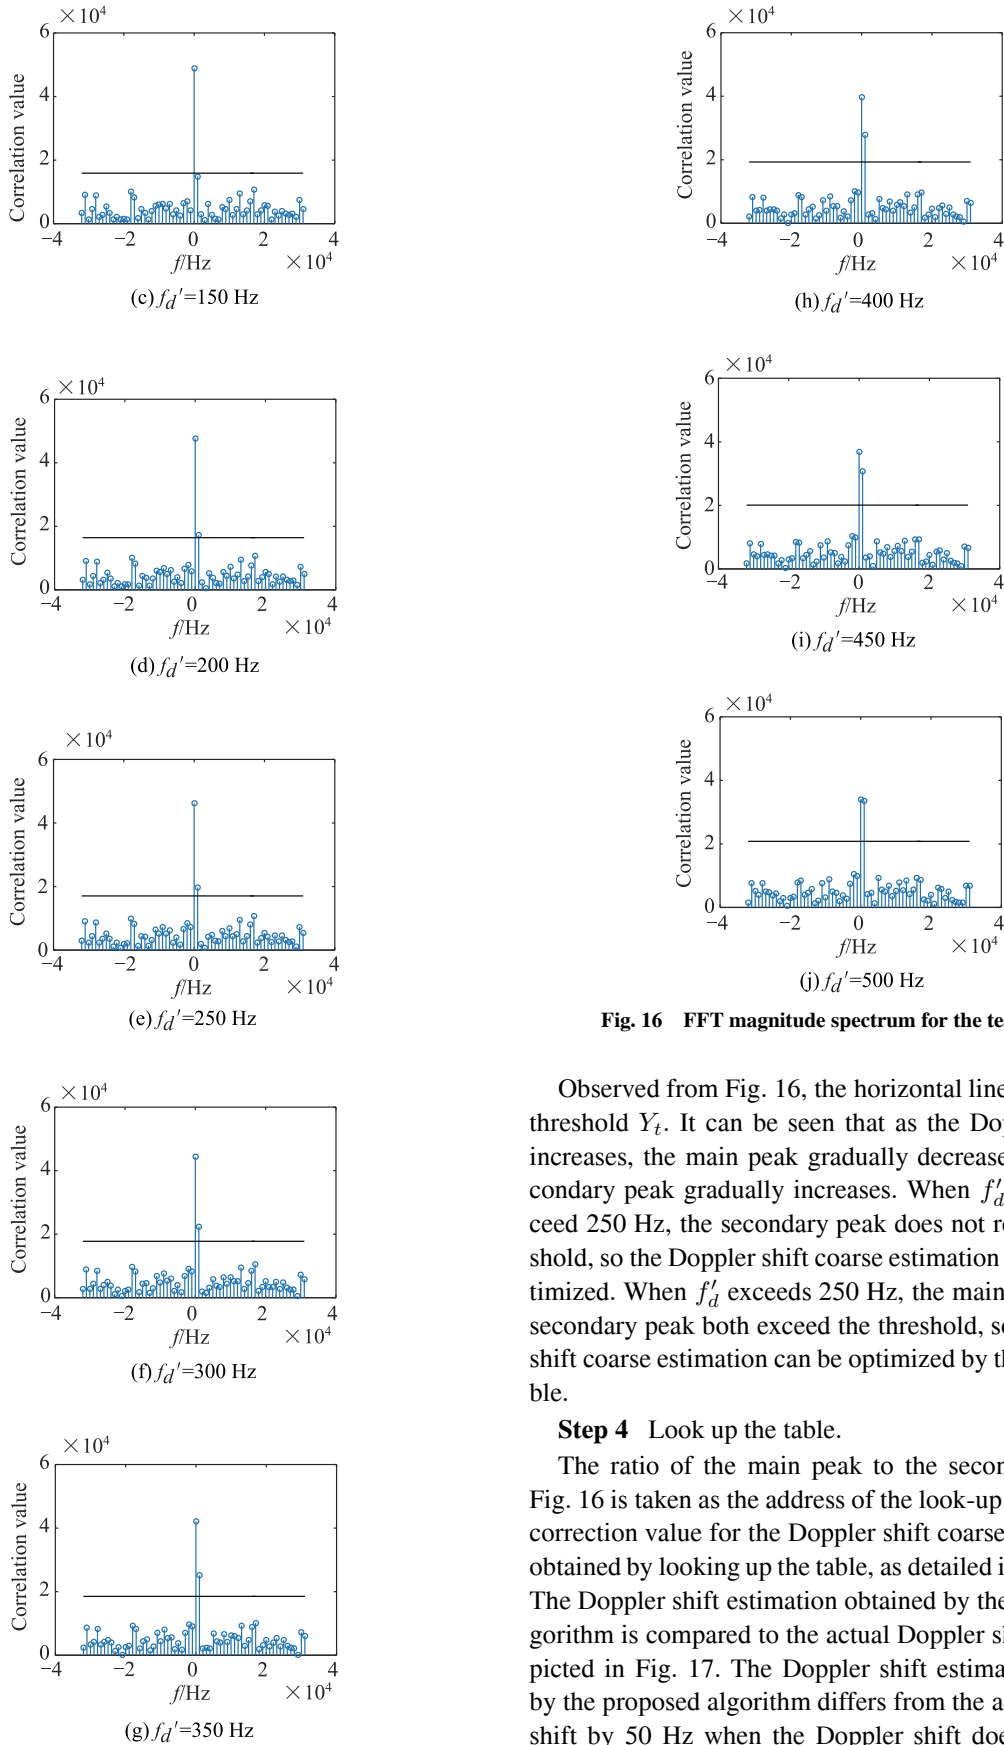 ×10⁴
6
4
2
0
Correlation value
−4
−2
0
2
4
f/Hz
×10⁴
(c) f_d′=150 Hz
×10⁴
6
4
2
0
Correlation value
−4
−2
0
2
4
f/Hz
×10⁴
(d) f_d′=200 Hz
×10⁴
6
4
2
0
Correlation value
−4
−2
0
2
4
f/Hz
×10⁴
(e) f_d′=250 Hz
×10⁴
6
4
2
0
Correlation value
−4
−2
0
2
4
f/Hz
×10⁴
(f) f_d′=300 Hz
×10⁴
6
4
2
0
Correlation value
−4
−2
0
2
4
f/Hz
×10⁴
(g) f_d′=350 Hz
×10⁴
6
4
2
0
Correlation value
−4
−2
0
2
4
f/Hz
×10⁴
(h) f_d′=400 Hz
×10⁴
6
4
2
0
Correlation value
−4
−2
0
2
4
f/Hz
×10⁴
(i) f_d′=450 Hz
×10⁴
6
4
2
0
Correlation value
−4
−2
0
2
4
f/Hz
×10⁴
(j) f_d′=500 Hz
Fig. 16 FFT magnitude spectrum for the te
Observed from Fig. 16, the horizontal line
threshold Y_t. It can be seen that as the Dop
increases, the main peak gradually decrease
condary peak gradually increases. When f′_d
ceed 250 Hz, the secondary peak does not re
shold, so the Doppler shift coarse estimation
timized. When f′_d exceeds 250 Hz, the main
secondary peak both exceed the threshold, so
shift coarse estimation can be optimized by th
ble.
Step 4 Look up the table.
The ratio of the main peak to the secon
Fig. 16 is taken as the address of the look-up
correction value for the Doppler shift coarse
obtained by looking up the table, as detailed i
The Doppler shift estimation obtained by the
gorithm is compared to the actual Doppler sh
picted in Fig. 17. The Doppler shift estima
by the proposed algorithm differs from the a
shift by 50 Hz when the Doppler shift doe